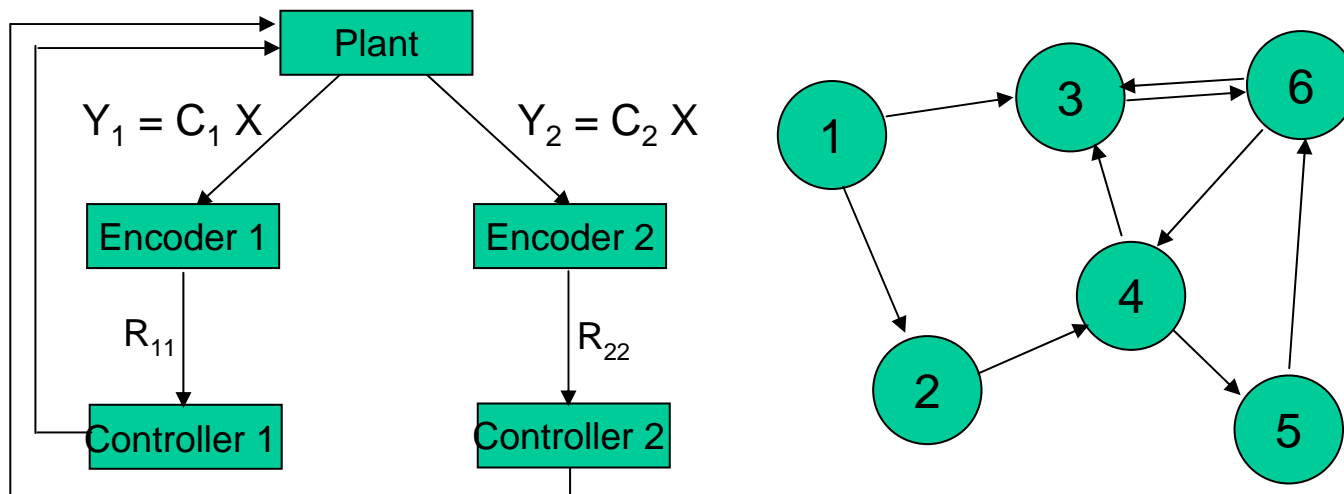 Plant
Y₁ = C₁ X
Y₂ = C₂ X
Encoder 1
Encoder 2
R₁₁
R₂₂
Controller 1
Controller 2
1
3
6
4
2
5